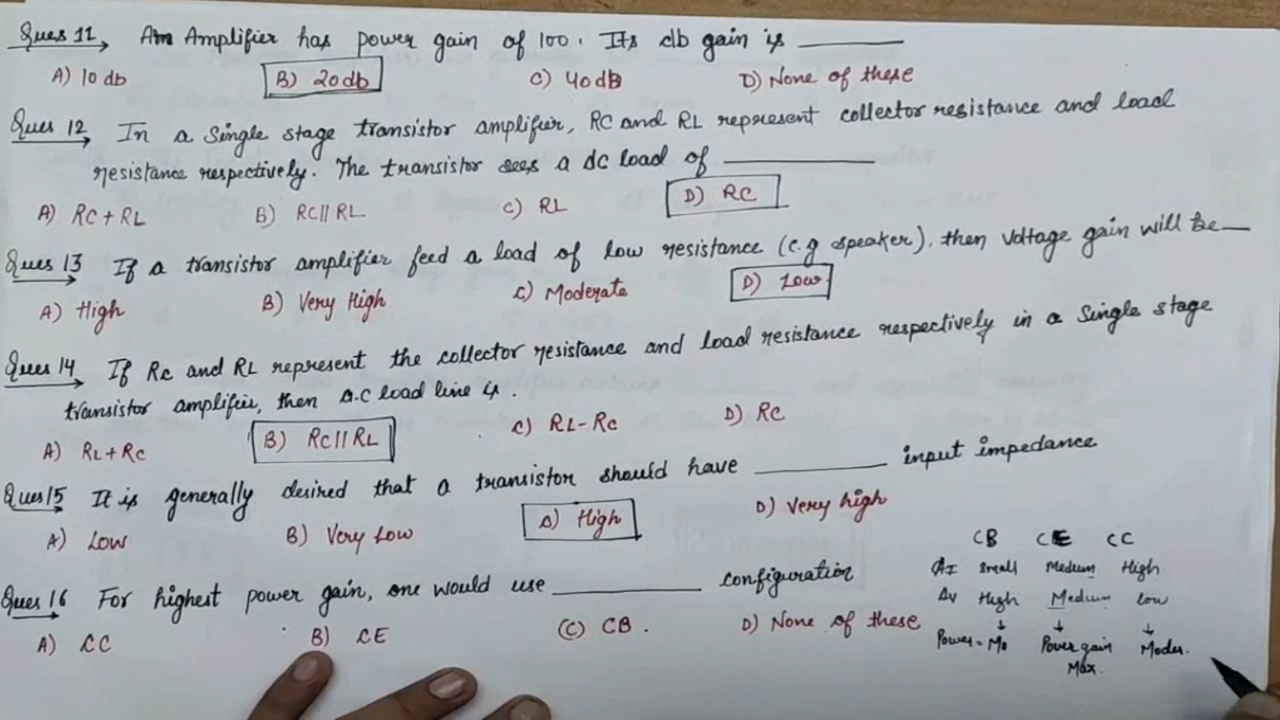 Ques 11 Am Amplifier has power gain of 100. Its db gain is ______
A) 10 db B) 20db C) 40dB D) None of these
Ques 12 In a Single stage transistor amplifier, RC and RL represent collector resistance and load
resistance respectively. The transistor sees a dc load of ______
A) RC + RL B) RC || RL C) RL D) RC
Ques 13 If a transistor amplifier feed a load of low resistance (e.g speaker), then Voltage gain will be __
A) High B) Very High C) Moderate D) Low
Ques 14 If Rc and RL represent the collector resistance and load resistance respectively in a Single stage
transistor amplifier, then a.c load line is.
A) RL + Rc B) Rc || RL C) RL - Rc D) RC
Ques 15 It is generally desired that a transistor should have ______ input impedance
A) Low B) Very Low C) High D) Very high
CB CE CC
AI Small Medium High
Av High Medium Low
Power = Mo Power gain Moder.
Max.
Ques 16 For highest power gain, one would use ______ configuration
A) CC B) CE (C) CB. D) None of these